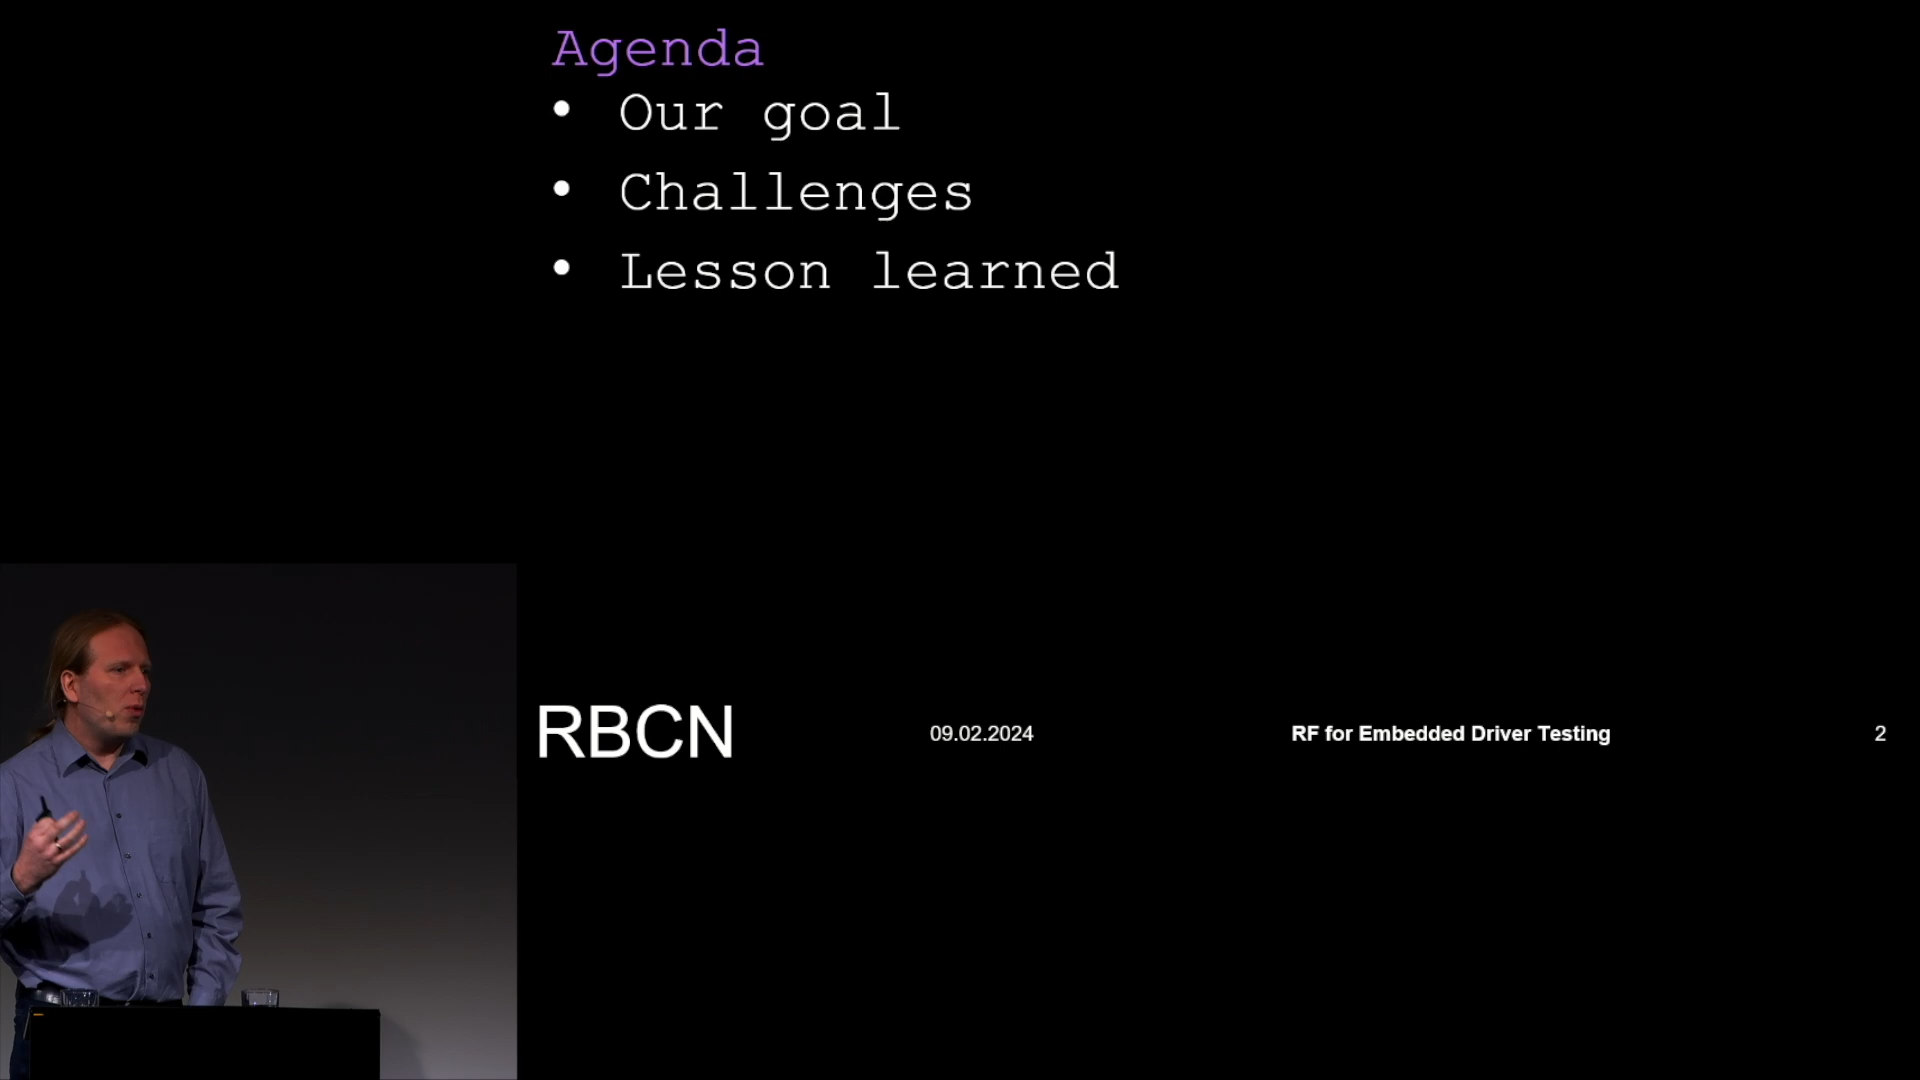 Agenda
• Our goal
• Challenges
• Lesson learned
RBCN
09.02.2024
RF for Embedded Driver Testing
2